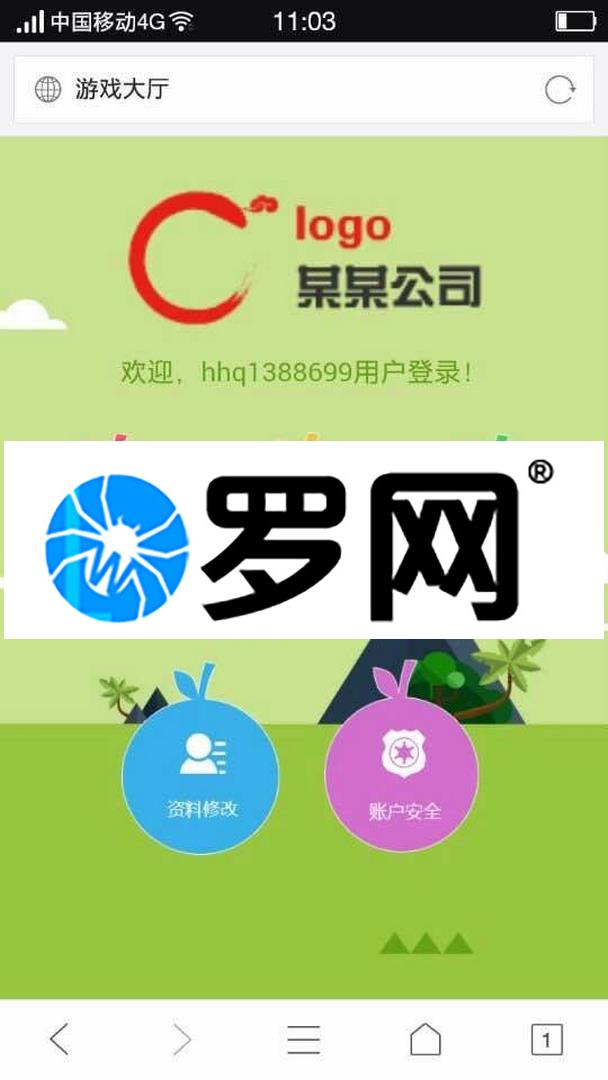 中国移动4G 11:03
游戏大厅
logo
某某公司
欢迎，hhq1388699用户登录！
罗网®
资料修改
账户安全
1